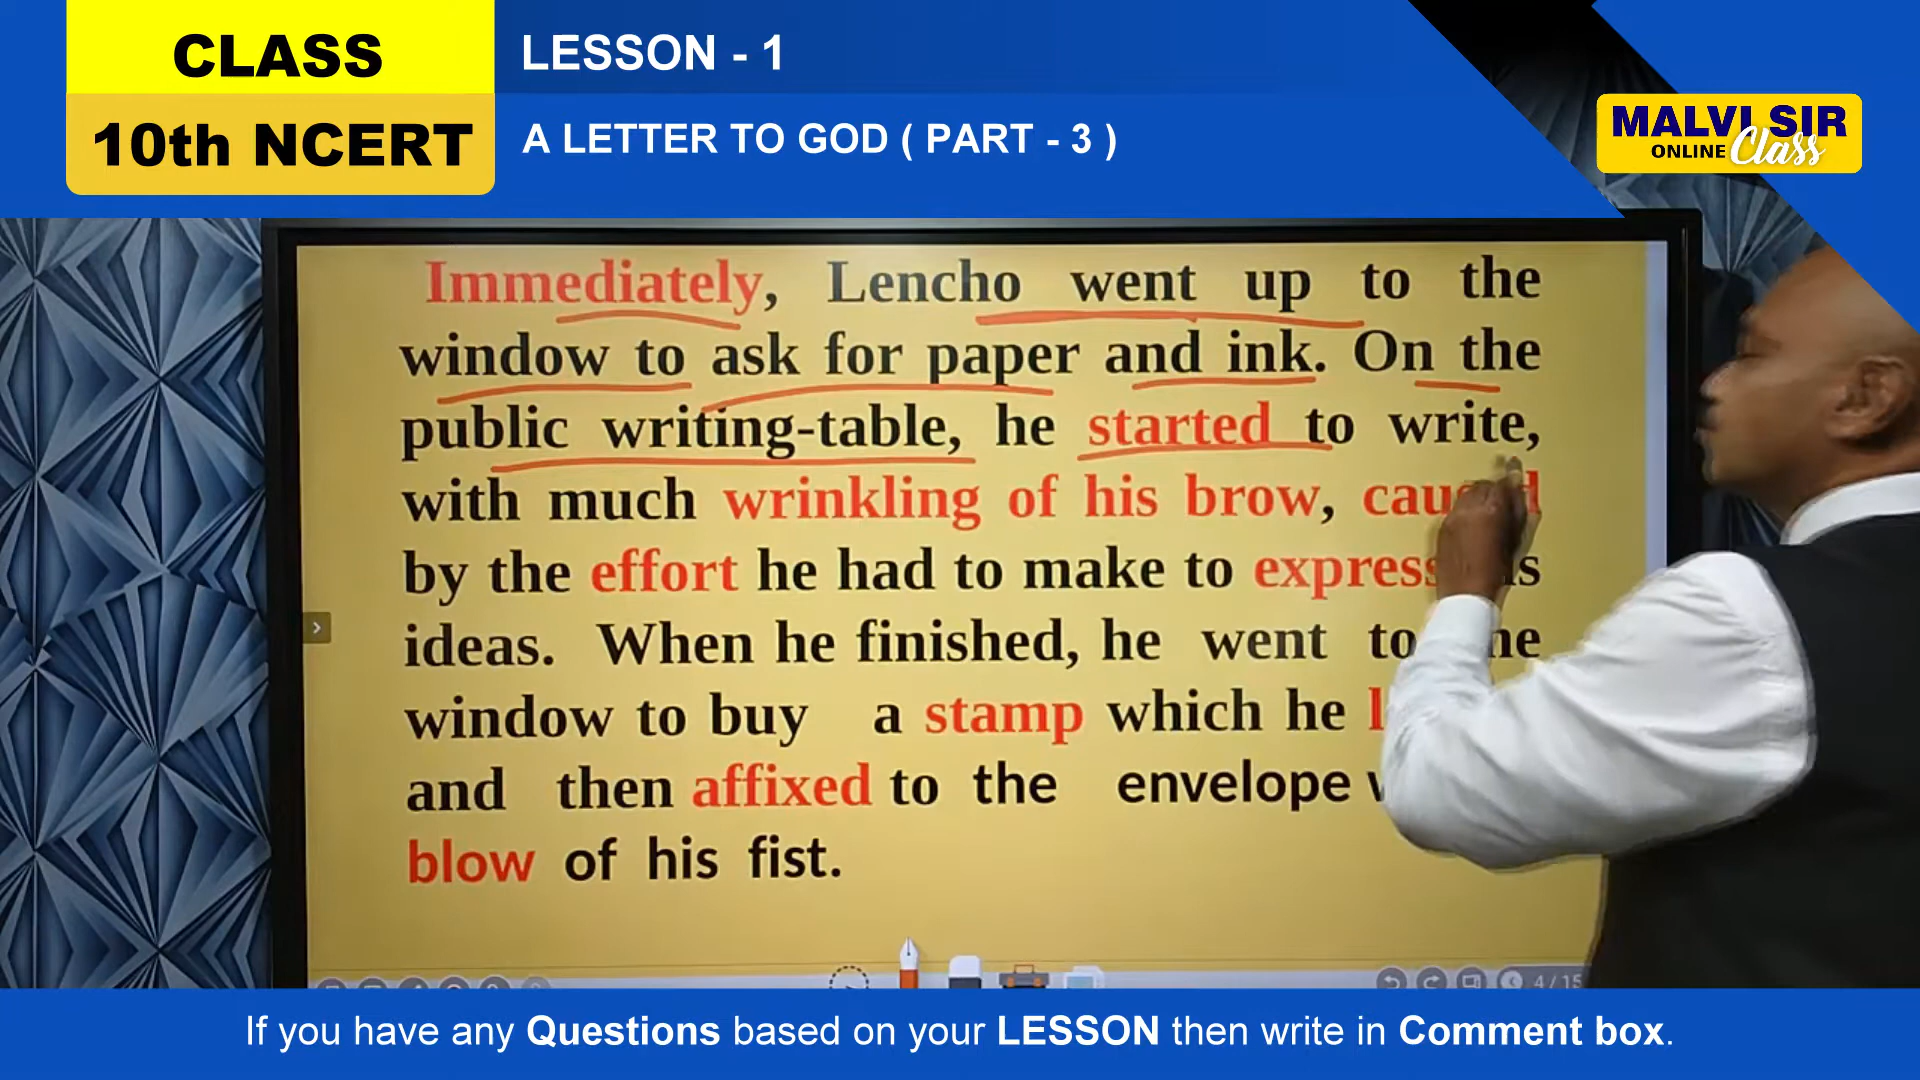 CLASS
10th NCERT
LESSON - 1
A LETTER TO GOD ( PART - 3 )
MALVI SIR
ONLINE Class
Immediately, Lencho went up to the
window to ask for paper and ink. On the
public writing-table, he started to write,
with much wrinkling of his brow,
by the effort he had to make to
ideas. When he finished, he went to
window to buy a stamp which he
and then affixed to the envelope
blow of his fist.
4/15
If you have any Questions based on your LESSON then write in Comment box.